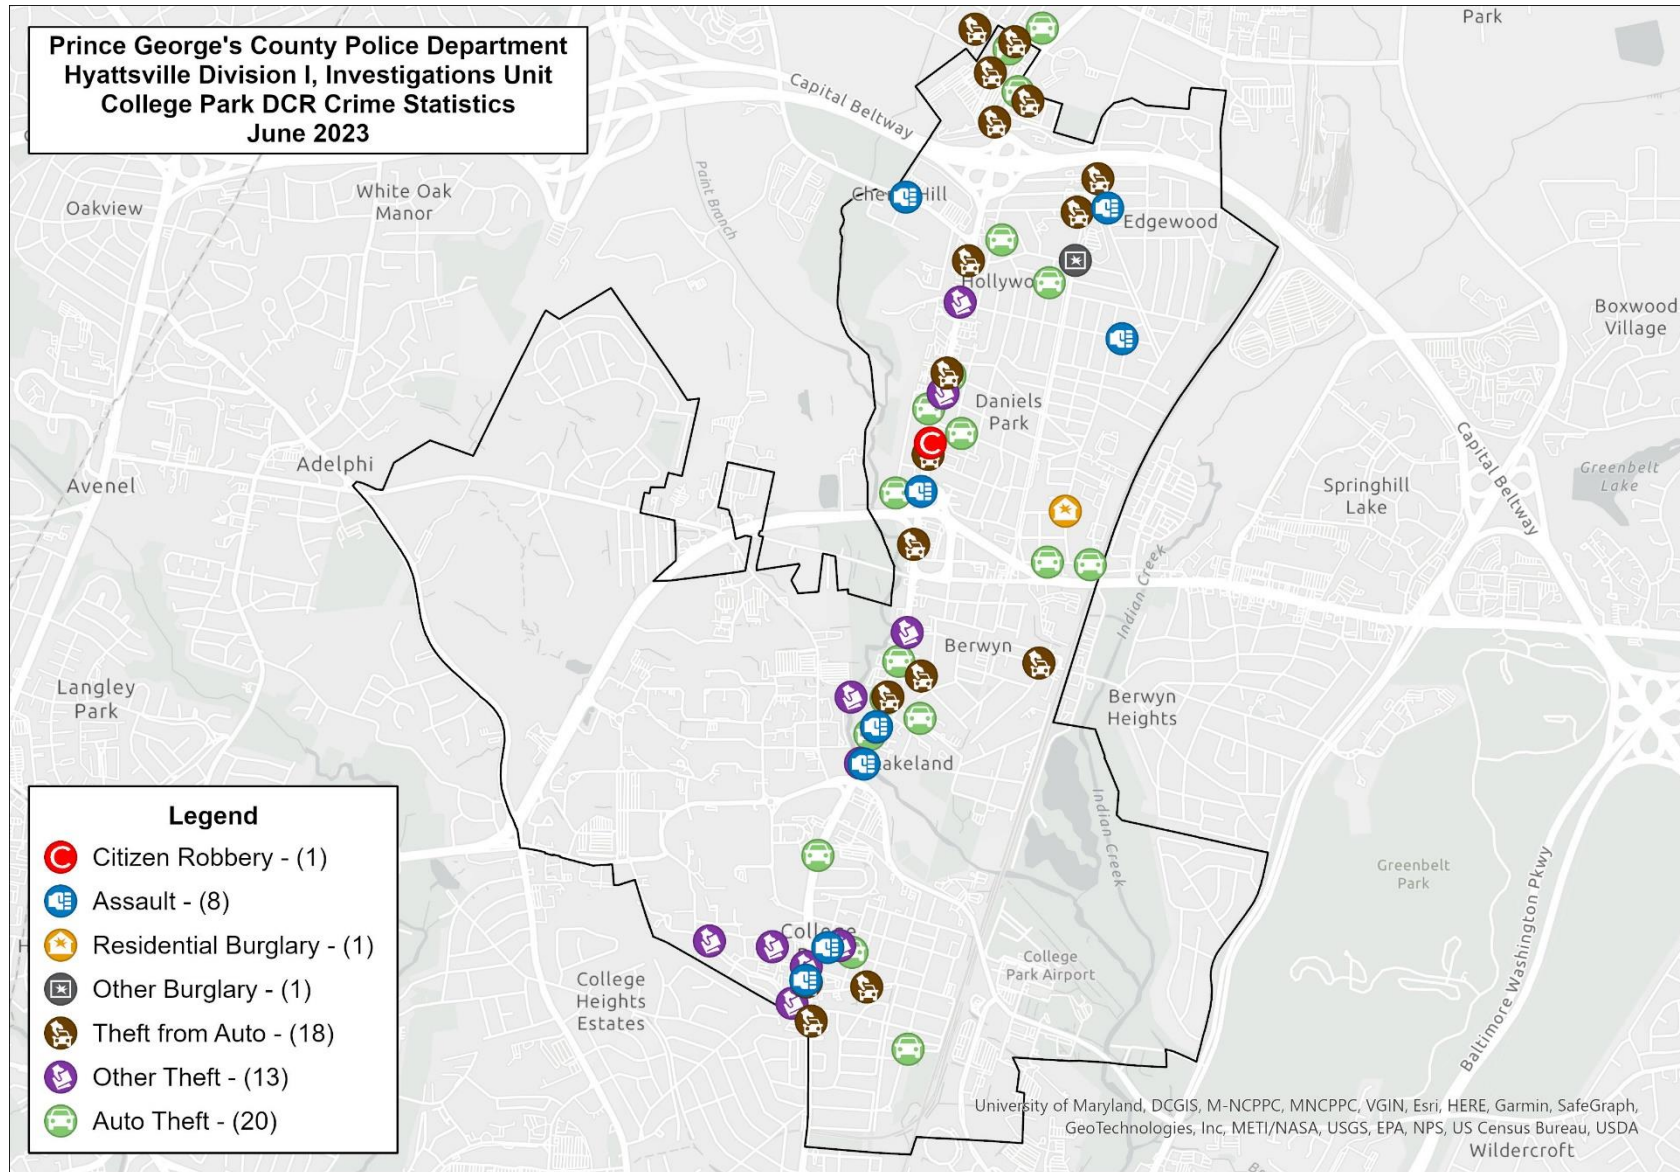 Prince George's County Police Department
Hyattsville Division I, Investigations Unit
College Park DCR Crime Statistics
June 2023
Park
Capital Beltway
White Oak
Manor
Oakview
Paint Branch
Hill
Edgewood
Boxwood
Village
Daniels
Park
Capital Beltway
Adelphi
Avenel
Springhill
Lake
Greenbelt
Lake
Indian Creek
Berwyn
Langley
Park
Berwyn
Heights
Indian Creek
Greenbelt
Park
Baltimore Washington Pkwy
College
College
Park Airport
College
Heights
Estates
Legend
Citizen Robbery - (1)
Assault - (8)
Residential Burglary - (1)
Other Burglary - (1)
Theft from Auto - (18)
Other Theft - (13)
Auto Theft - (20)
University of Maryland, DCGIS, M-NCPPC, MNCPPC, VGIN, Esri, HERE, Garmin, SafeGraph,
GeoTechnologies, Inc, METI/NASA, USGS, EPA, NPS, US Census Bureau, USDA
Wildercroft